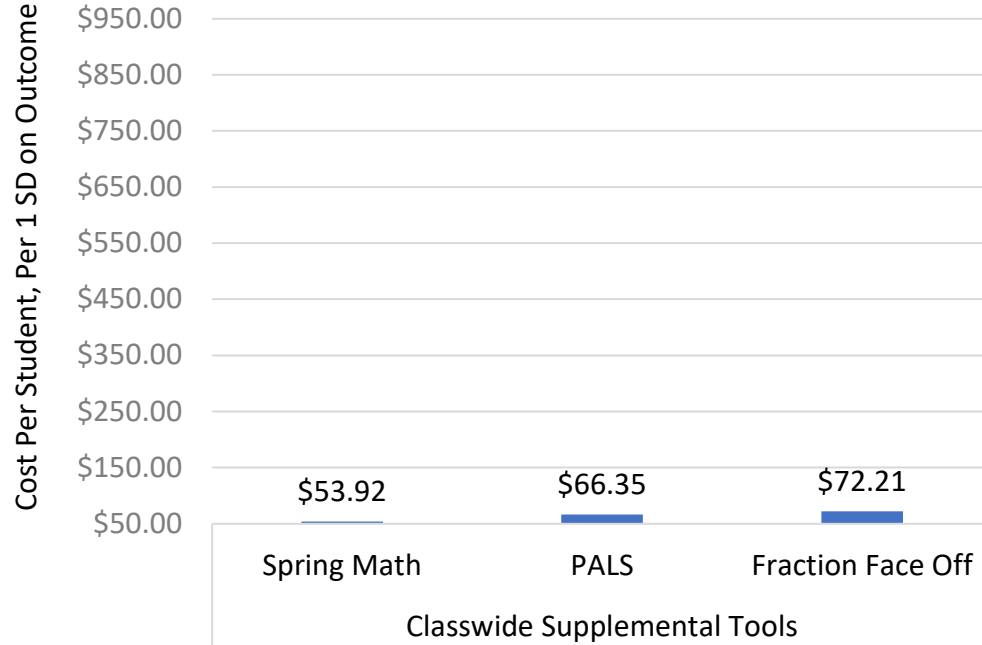 Cost Per Student, Per 1 SD on Outcome
$950.00
$850.00
$750.00
$650.00
$550.00
$450.00
$350.00
$250.00
$150.00
$50.00
$53.92
$66.35
$72.21
Spring Math
PALS
Fraction Face Off
Classwide Supplemental Tools